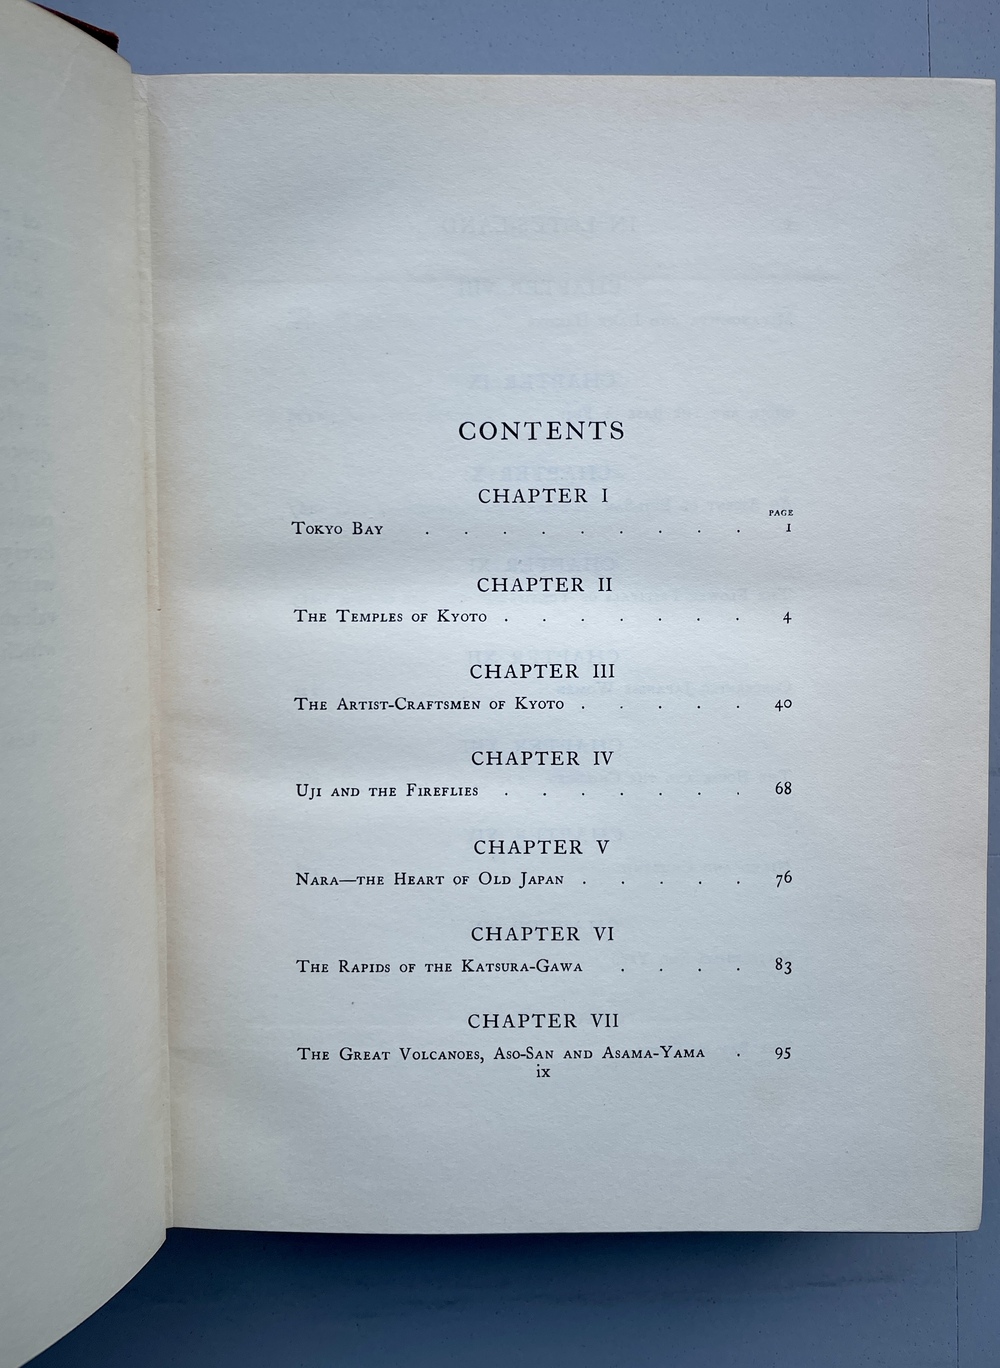 CONTENTS
CHAPTER I
PAGE
Tokyo Bay . . . . . . . . . 1
CHAPTER II
The Temples of Kyoto . . . . . . . 4
CHAPTER III
The Artist-Craftsmen of Kyoto . . . . . 40
CHAPTER IV
Uji and the Fireflies . . . . . . . 68
CHAPTER V
Nara—the Heart of Old Japan . . . . . 76
CHAPTER VI
The Rapids of the Katsura-Gawa . . . . 83
CHAPTER VII
The Great Volcanoes, Aso-San and Asama-Yama . 95
ix